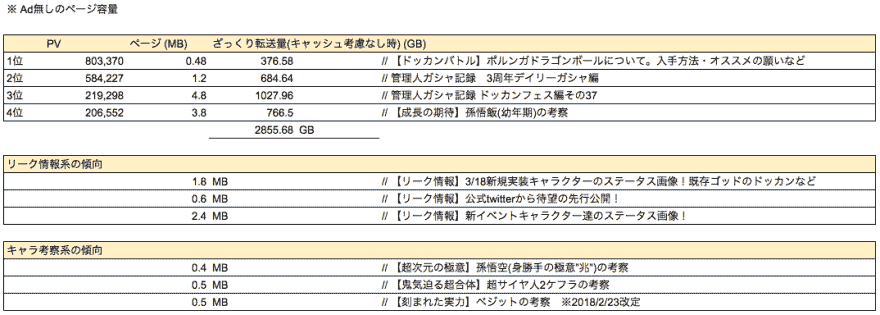 ※ Ad無しのページ容量
PV ページ (MB) ざっくり転送量(キャッシュ考慮なし時) (GB)
1位 803,370 0.48 376.58 // 【ドッカンバトル】ポルンガドラゴンボールについて。入手方法・オススメの願いなど
2位 584,227 1.2 684.64 // 管理人ガシャ記録 3周年デイリーガシャ編
3位 219,298 4.8 1027.96 // 管理人ガシャ記録 ドッカンフェス編その37
4位 206,552 3.8 766.5 // 【成長の期待】孫悟飯(幼年期)の考察
2855.68 GB
リーク情報系の傾向
1.8 MB // 【リーク情報】3/18新規実装キャラクターのステータス画像！既存ゴッドのドッカンなど
0.6 MB // 【リーク情報】公式twitterから待望の先行公開！
2.4 MB // 【リーク情報】新イベントキャラクター達のステータス画像！
キャラ考察系の傾向
0.4 MB // 【超次元の極意】孫悟空(身勝手の極意"兆")の考察
0.5 MB // 【鬼気迫る超合体】超サイヤ人2ケフラの考察
0.5 MB // 【刻まれた実力】ベジットの考察 ※2018/2/23改定